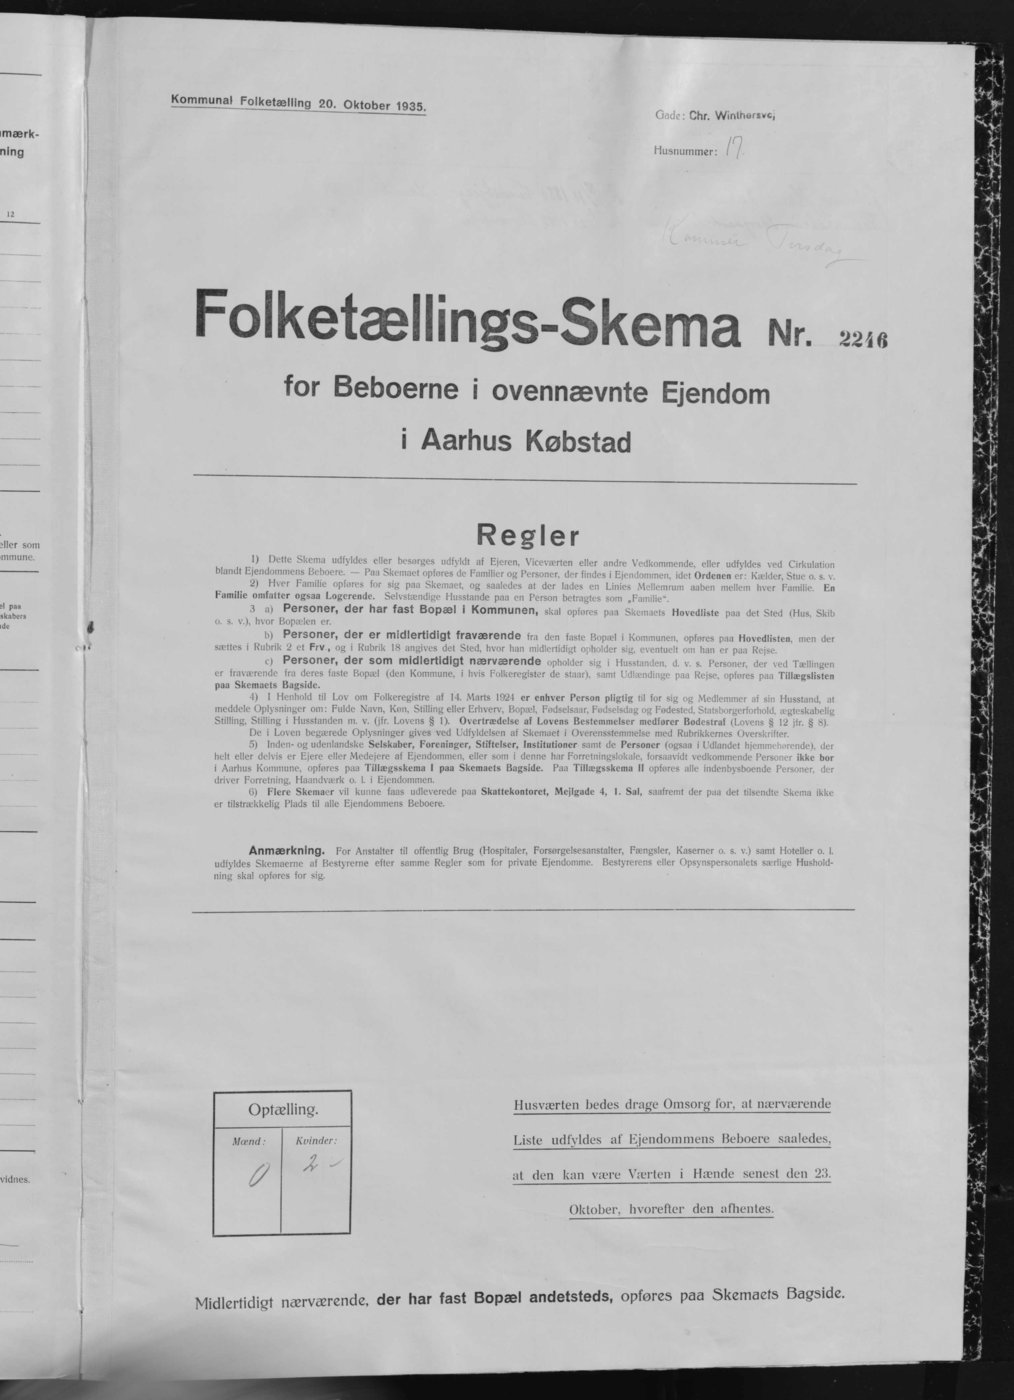 Kommunal Folketælling 20. Oktober 1935.
Gade: Chr. Winthersvej
Husnummer: 17.
Kommer Tirsdag
Folketællings-Skema Nr. 2246
for Beboerne i ovennævnte Ejendom
i Aarhus Købstad
Regler
1) Dette Skema udfyldes eller besørges udfyldt af Ejeren, Viceværten eller andre Vedkommende, eller udfyldes ved Cirkulation
blandt Ejendommens Beboere. — Paa Skemaet opføres de Familier og Personer, der findes i Ejendommen, idet Ordenen er: Kælder, Stue o. s. v.
2) Hver Familie opføres for sig paa Skemaet, og saaledes at der lades en Linies Mellemrum aaben mellem hver Familie. En
Familie omfatter ogsaa Logerende. Selvstændige Husstande paa en Person betragtes som „Familie“.
3 a) Personer, der har fast Bopæl i Kommunen, skal opføres paa Skemaets Hovedliste paa det Sted (Hus, Skib
o. s. v.), hvor Bopælen er.
b) Personer, der er midlertidigt fraværende fra den faste Bopæl i Kommunen, opføres paa Hovedlisten, men der
sættes i Rubrik 2 et Frv., og i Rubrik 18 angives det Sted, hvor han midlertidigt opholder sig, eventuelt om han er paa Rejse.
c) Personer, der som midlertidigt nærværende opholder sig i Husstanden, d. v. s. Personer, der ved Tællingen
er fraværende fra deres faste Bopæl (den Kommune, i hvis Folkeregister de staar), samt Udlændinge paa Rejse, opføres paa Tillægslisten
paa Skemaets Bagside.
4) I Henhold til Lov om Folkeregistre af 14. Marts 1924 er enhver Person pligtig til for sig og Medlemmer af sin Husstand, at
meddele Oplysninger om: Fulde Navn, Køn, Stilling eller Erhverv, Bopæl, Fødselsaar, Fødselsdag og Fødested, Statsborgerforhold, ægteskabelig
Stilling, Stilling i Husstanden m. v. (jfr. Lovens § 1). Overtrædelse af Lovens Bestemmelser medfører Bødestraf (Lovens § 12 jfr. § 8).
De i Loven begærede Oplysninger gives ved Udfyldelsen af Skemaet i Overensstemmelse med Rubrikkernes Overskrifter.
5) Inden- og udenlandske Selskaber, Foreninger, Stiftelser, Institutioner samt de Personer (ogsaa i Udlandet hjemmehørende), der
helt eller delvis er Ejere eller Medejere af Ejendommen, eller som i denne har Forretningslokale, forsaavidt vedkommende Personer ikke bor
i Aarhus Kommune, opføres paa Tillægsskema I paa Skemaets Bagside. Paa Tillægsskema II opføres alle indenbysboende Personer, der
driver Forretning, Haandværk o. l. i Ejendommen.
6) Flere Skemaer vil kunne faas udleverede paa Skattekontoret, Mejlgade 4, 1. Sal, saafremt der paa det tilsendte Skema ikke
er tilstrækkelig Plads til alle Ejendommens Beboere.
Anmærkning. For Anstalter til offentlig Brug (Hospitaler, Forsørgelsesanstalter, Fængsler, Kaserner o. s. v.) samt Hoteller o. l.
udfyldes Skemaerne af Bestyrerne efter samme Regler som for private Ejendomme. Bestyrerens eller Opsynspersonalets særlige Hushold-
ning skal opføres for sig.
Optælling.
Mænd: Kvinder:
0 2 -
Husværten bedes drage Omsorg for, at nærværende
Liste udfyldes af Ejendommens Beboere saaledes,
at den kan være Værten i Hænde senest den 23.
Oktober, hvorefter den afhentes.
Midlertidigt nærværende, der har fast Bopæl andetsteds, opføres paa Skemaets Bagside.
mærk-
ning
12
eller som
ommune.
el paa
skabers
nde
vidnes.